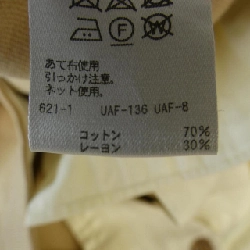 あて布使用
引っかけ注意。
ネット使用。
621-1 UAF-136 UAF-8
コットン 70%
レーヨン 30%